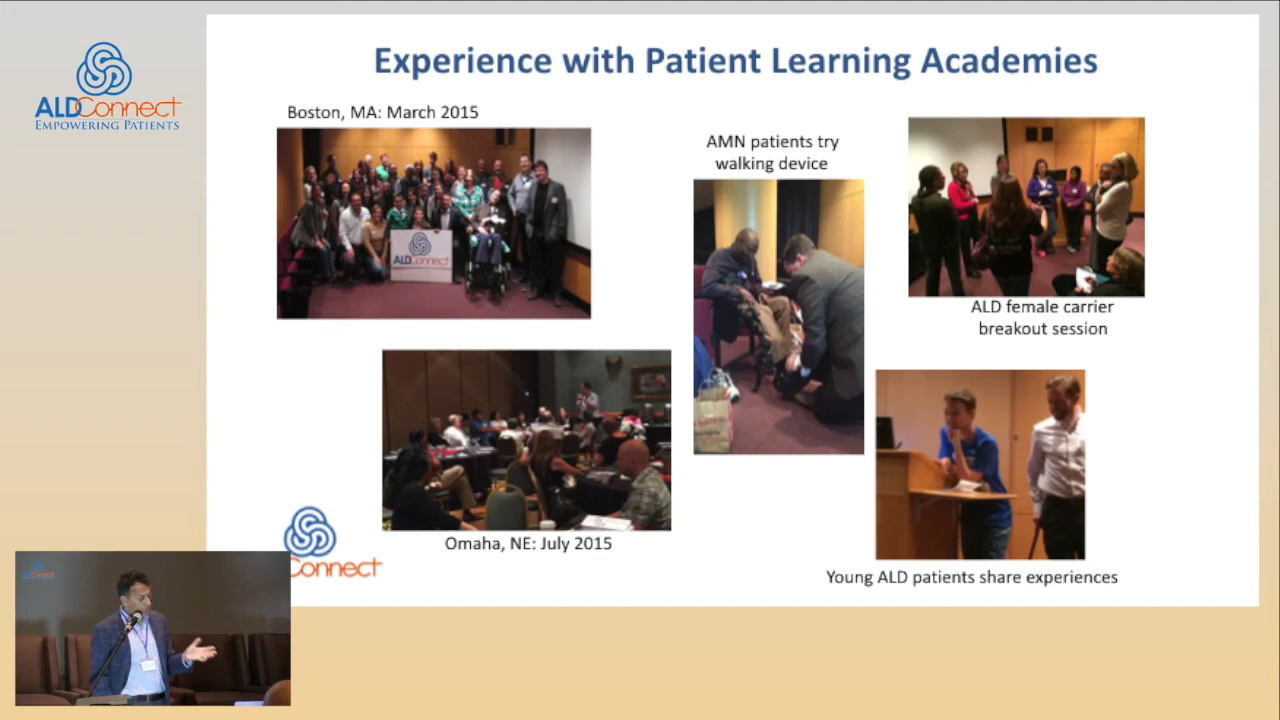 ALDConnect
EMPOWERING PATIENTS
Experience with Patient Learning Academies
Boston, MA: March 2015
ALDConnect
AMN patients try
walking device
ALD female carrier
breakout session
Omaha, NE: July 2015
Connect
Young ALD patients share experiences